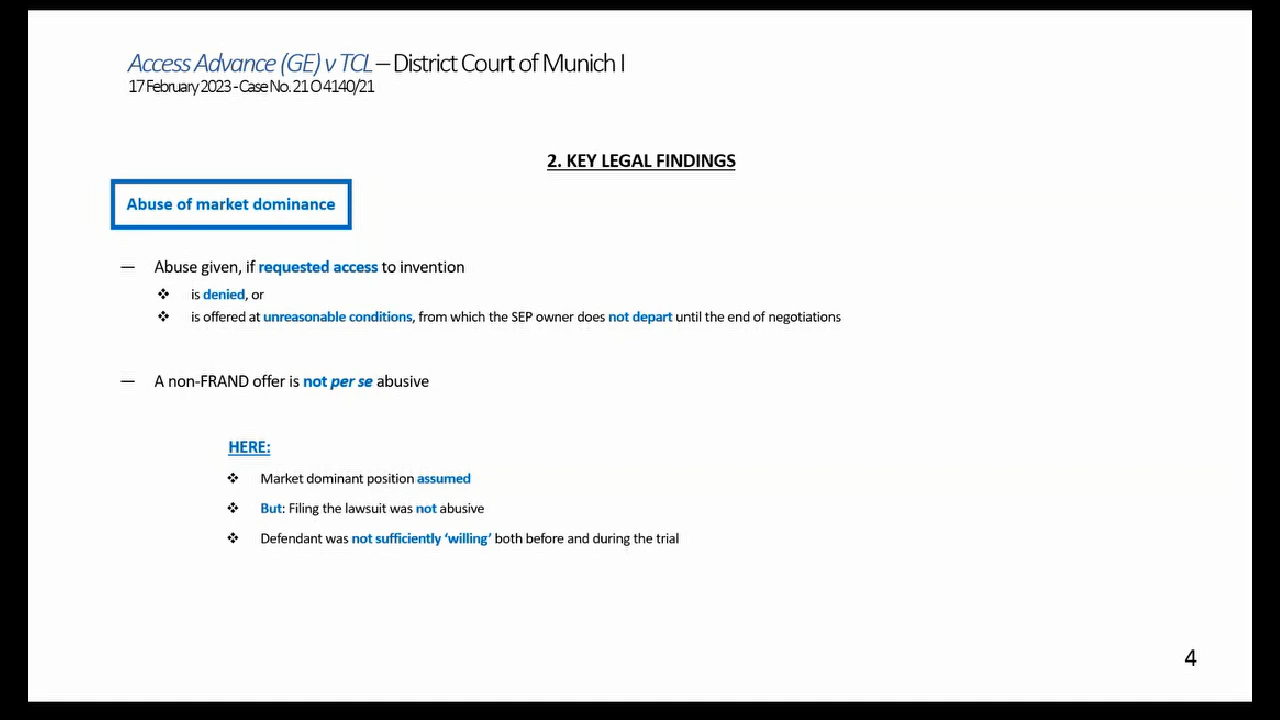 Access Advance (GE) v TCL – District Court of Munich I
17 February 2023 - Case No. 21 O 4140/21
2. KEY LEGAL FINDINGS
Abuse of market dominance
— Abuse given, if requested access to invention
❖ is denied, or
❖ is offered at unreasonable conditions, from which the SEP owner does not depart until the end of negotiations
— A non-FRAND offer is not per se abusive
HERE:
❖ Market dominant position assumed
❖ But: Filing the lawsuit was not abusive
❖ Defendant was not sufficiently ‘willing’ both before and during the trial
4